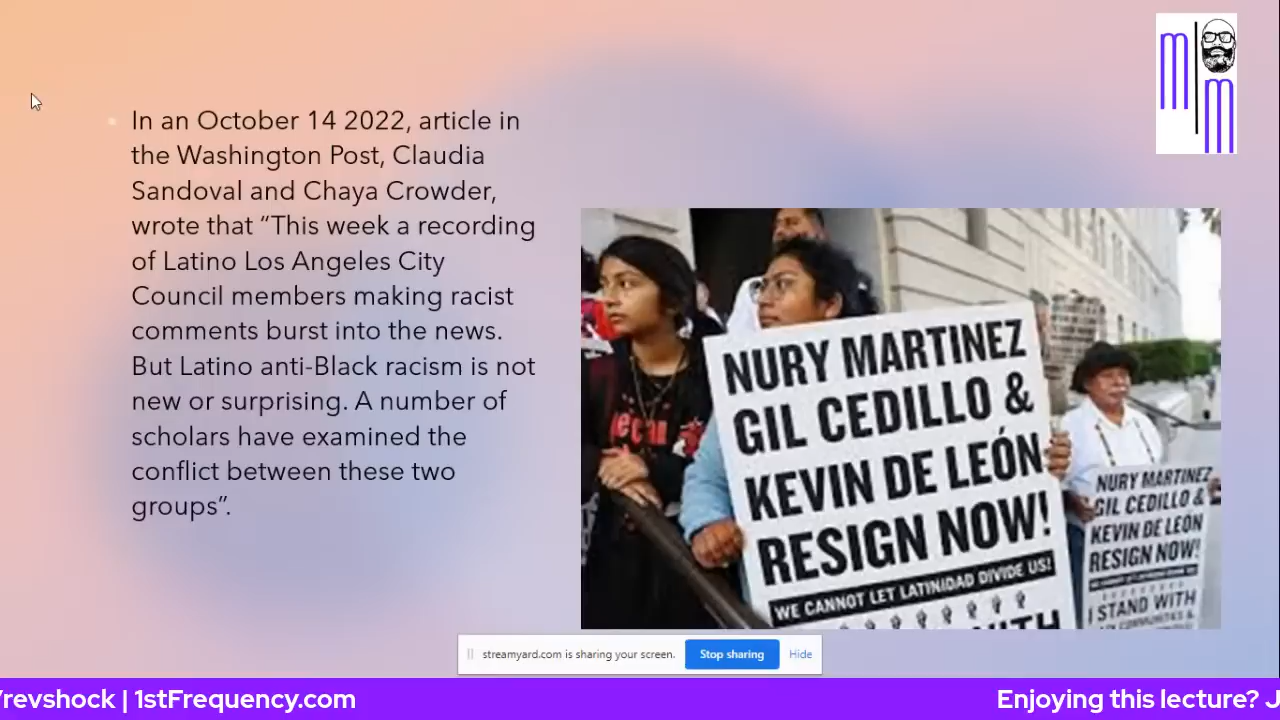 In an October 14 2022, article in
the Washington Post, Claudia
Sandoval and Chaya Crowder,
wrote that “This week a recording
of Latino Los Angeles City
Council members making racist
comments burst into the news.
But Latino anti-Black racism is not
new or surprising. A number of
scholars have examined the
conflict between these two
groups”.
m
m
NURY MARTINEZ
GIL CEDILLO &
KEVIN DE LEÓN
RESIGN NOW!
WE CANNOT LET LATINIDAD DIVIDE US!
WITH
NURY MARTINEZ
GIL CEDILLO &
KEVIN DE LEÓN
RESIGN NOW!
I STAND WITH
streamyard.com is sharing your screen.
Stop sharing
Hide
revshock | 1stFrequency.com
Enjoying this lecture? J